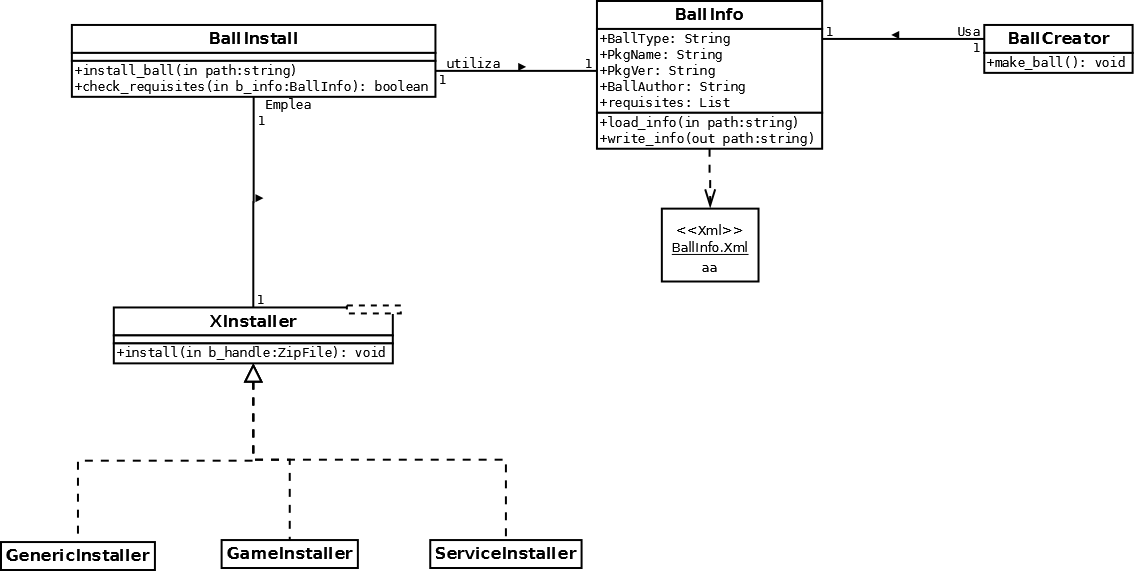 BallInfo
+BallType: String
+PkgName: String
+PkgVer: String
+BallAuthor: String
+requisites: List
+load_info(in path:string)
+write_info(out path:string)
BallInstall
+install_ball(in path:string)
+check_requisites(in b_info:BallInfo): boolean
utiliza
1
1
1
Usa
1
BallCreator
+make_ball(): void
Emplea
1
<<Xml>>
BallInfo.Xml
aa
1
XInstaller
+install(in b_handle:ZipFile): void
GenericInstaller
GameInstaller
ServiceInstaller